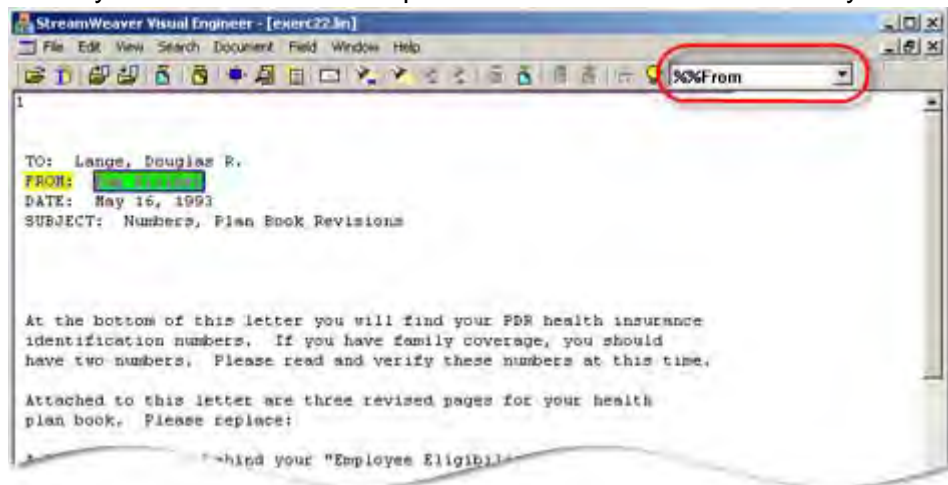 StreamWeaver Visual Engineer - [exerc22.lin]
File Edit View Search Document Field Window Help
%%From
1
TO: Lange, Douglas R.
FROM:
DATE: May 16, 1993
SUBJECT: Numbers, Plan Book Revisions
At the bottom of this letter you will find your PDR health insurance
identification numbers. If you have family coverage, you should
have two numbers. Please read and verify these numbers at this time.
Attached to this letter are three revised pages for your health
plan book. Please replace:
your "Employee